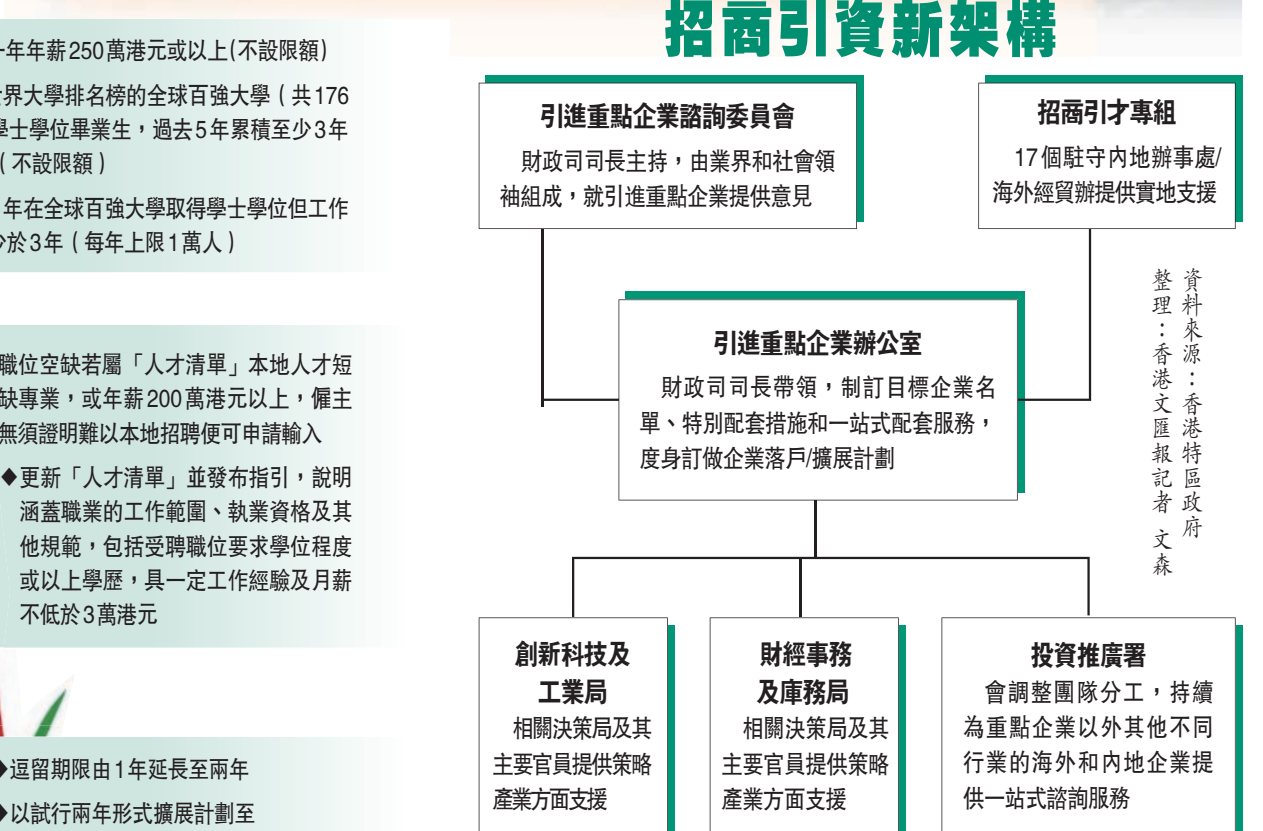 年年薪250萬港元或以上(不設限額)
界大學排名榜的全球百強大學（共176
學士學位畢業生，過去5年累積至少3年
（不設限額）
年在全球百強大學取得學士學位但工作
於3年（每年上限1萬人）
職位空缺若屬「人才清單」本地人才短
缺專業，或年薪200萬港元以上，僱主
無須證明難以本地招聘便可申請輸入
◆更新「人才清單」並發布指引，說明
涵蓋職業的工作範圍、執業資格及其
他規範，包括受聘職位要求學位程度
或以上學歷，具一定工作經驗及月薪
不低於3萬港元
◆逗留期限由1年延長至兩年
◆以試行兩年形式擴展計劃至
招商引資新架構
引進重點企業諮詢委員會
財政司司長主持，由業界和社會領
袖組成，就引進重點企業提供意見
招商引才專組
17個駐守內地辦事處/
海外經貿辦提供實地支援
引進重點企業辦公室
財政司司長帶領，制訂目標企業名
單、特別配套措施和一站式配套服務，
度身訂做企業落戶/擴展計劃
創新科技及
工業局
相關決策局及其
主要官員提供策略
產業方面支援
財經事務
及庫務局
相關決策局及其
主要官員提供策略
產業方面支援
投資推廣署
會調整團隊分工，持續
為重點企業以外其他不同
行業的海外和內地企業提
供一站式諮詢服務
資料來源：香港特區政府
整理：香港文匯報記者 文森